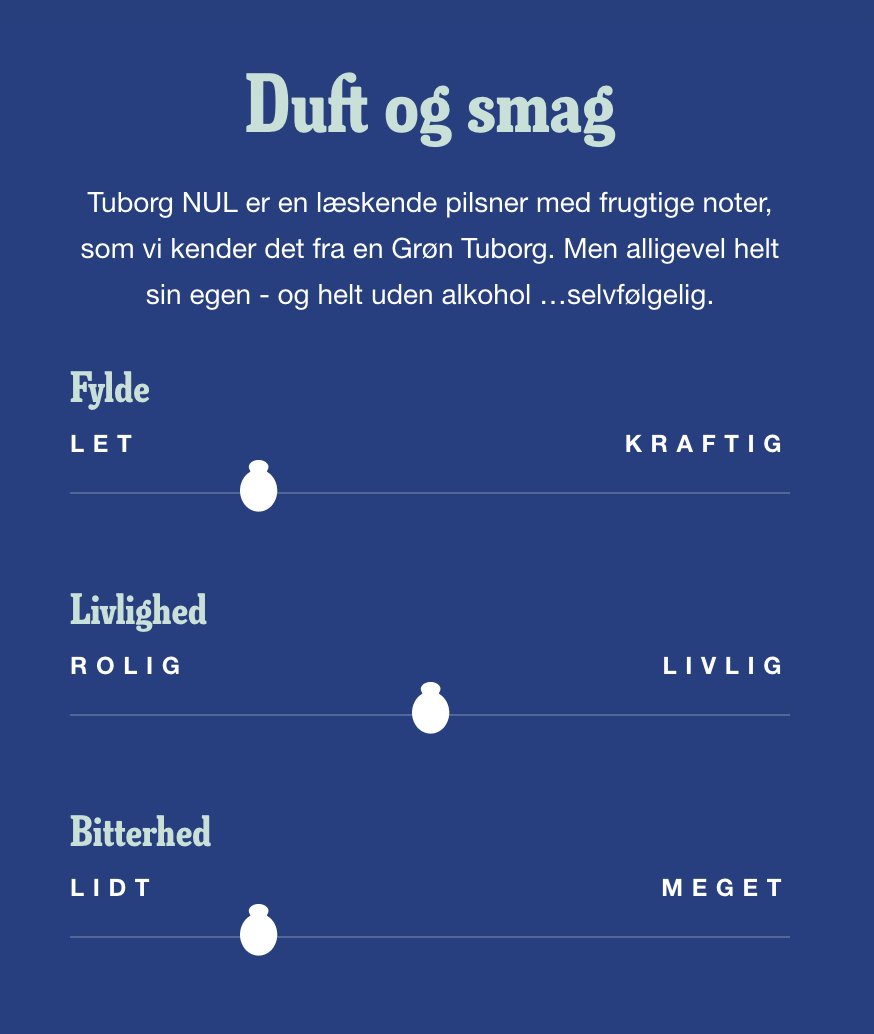 Duft og smag
Tuborg NUL er en læskende pilsner med frugtige noter,
som vi kender det fra en Grøn Tuborg. Men alligevel helt
sin egen - og helt uden alkohol …selvfølgelig.
Fylde
LET KRAFTIG
Livlighed
ROLIG LIVLIG
Bitterhed
LIDT MEGET